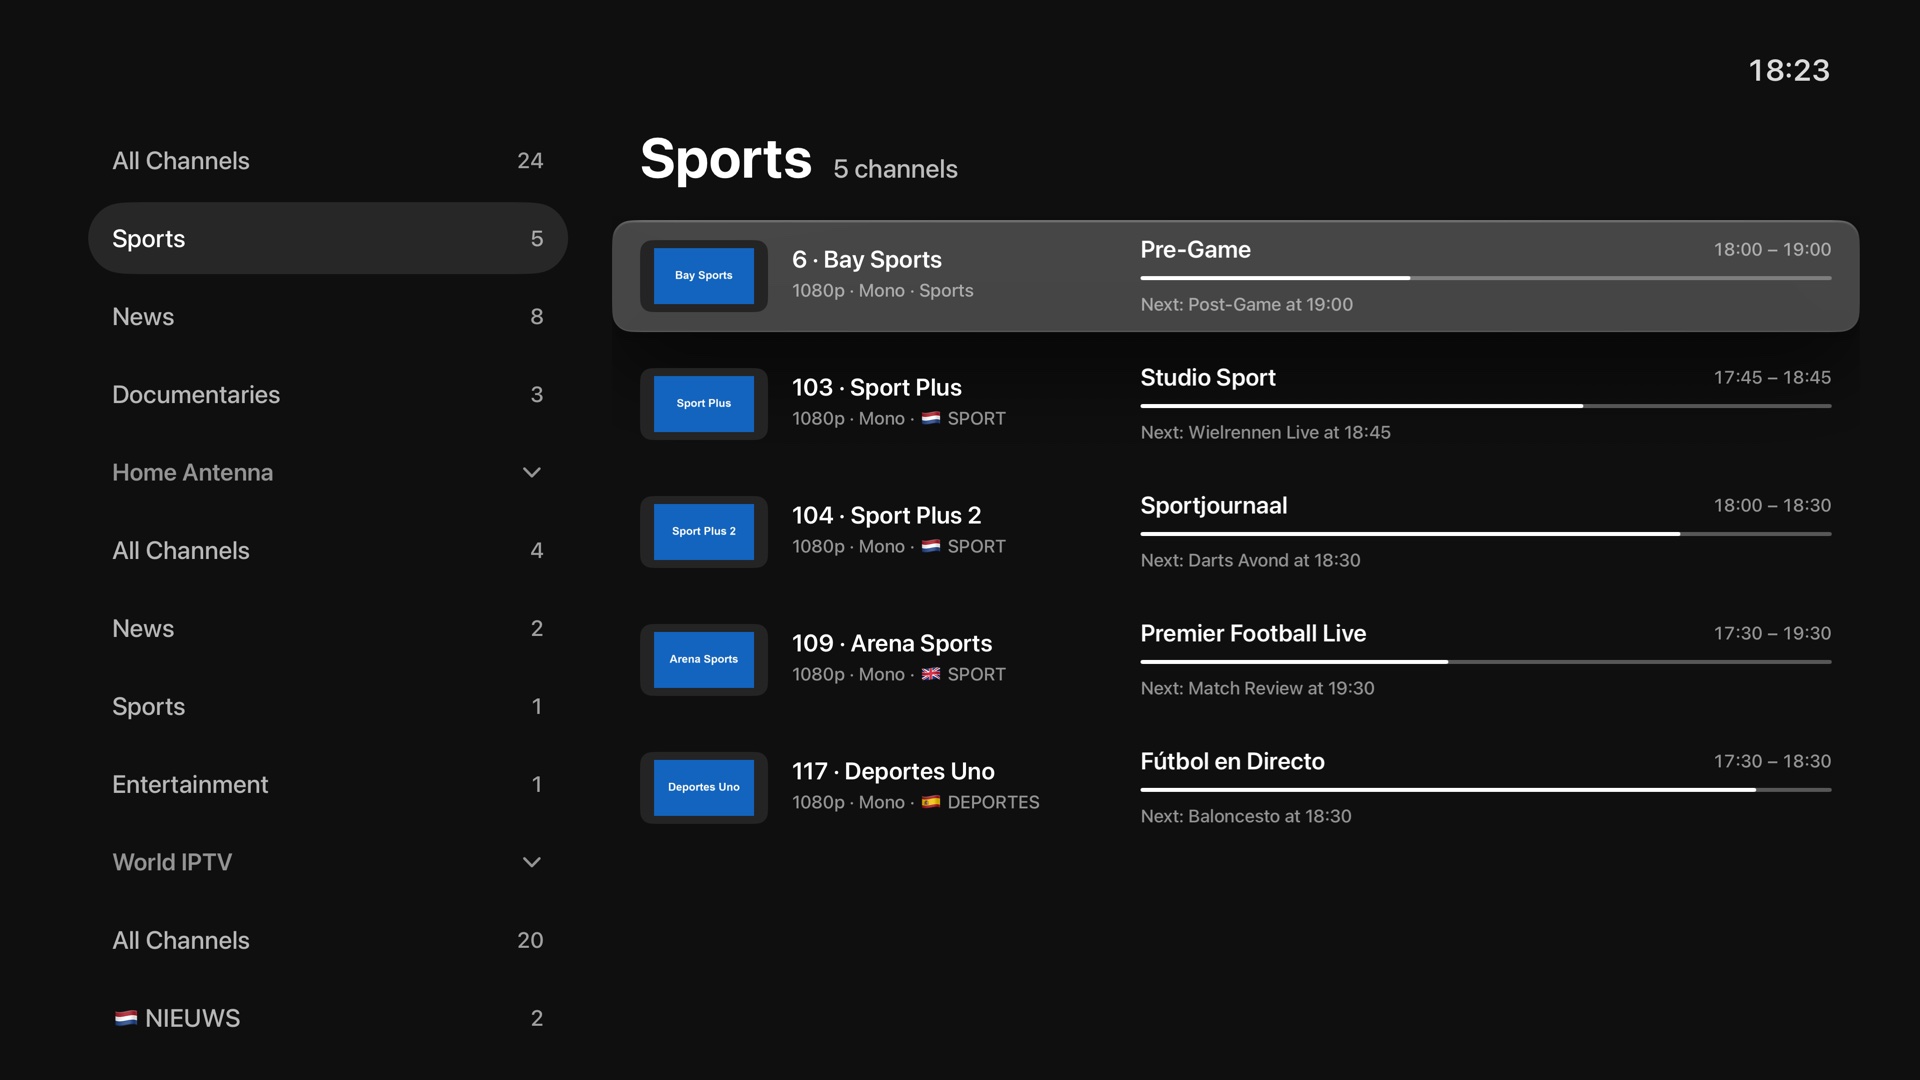 18:23
All Channels 24
Sports 5
News 8
Documentaries 3
Home Antenna
All Channels 4
News 2
Sports 1
Entertainment 1
World IPTV
All Channels 20
🇳🇱 NIEUWS 2
Sports 5 channels
Bay Sports
6 · Bay Sports
1080p · Mono · Sports
Pre-Game 18:00 – 19:00
Next: Post-Game at 19:00
Sport Plus
103 · Sport Plus
1080p · Mono · 🇳🇱 SPORT
Studio Sport 17:45 – 18:45
Next: Wielrennen Live at 18:45
Sport Plus 2
104 · Sport Plus 2
1080p · Mono · 🇳🇱 SPORT
Sportjournaal 18:00 – 18:30
Next: Darts Avond at 18:30
Arena Sports
109 · Arena Sports
1080p · Mono · 🇬🇧 SPORT
Premier Football Live 17:30 – 19:30
Next: Match Review at 19:30
Deportes Uno
117 · Deportes Uno
1080p · Mono · 🇪🇸 DEPORTES
Fútbol en Directo 17:30 – 18:30
Next: Baloncesto at 18:30